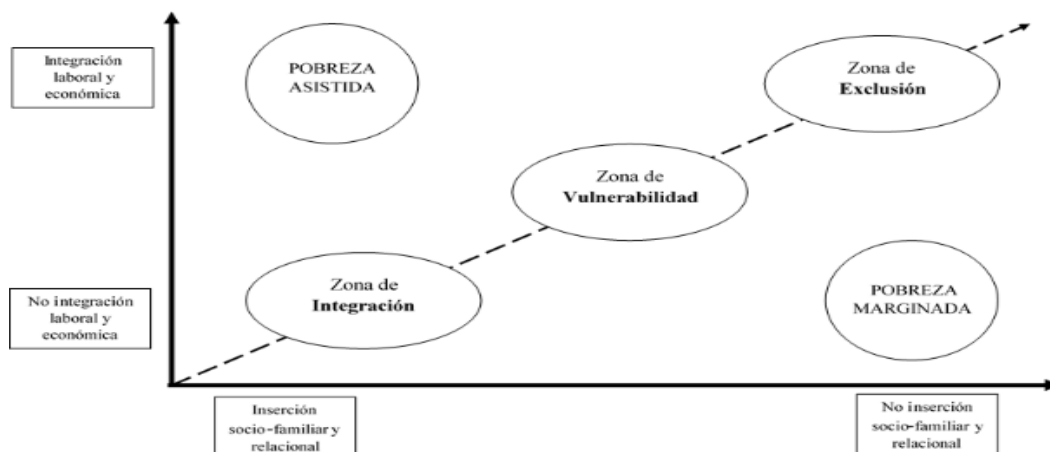 Integración
laboral y
económica
POBREZA
ASISTIDA
Zona de
Exclusión
Zona de
Vulnerabilidad
Zona de
Integración
No integración
laboral y
económica
POBREZA
MARGINADA
Inserción
socio-familiar y
relacional
No inserción
socio-familiar y
relacional